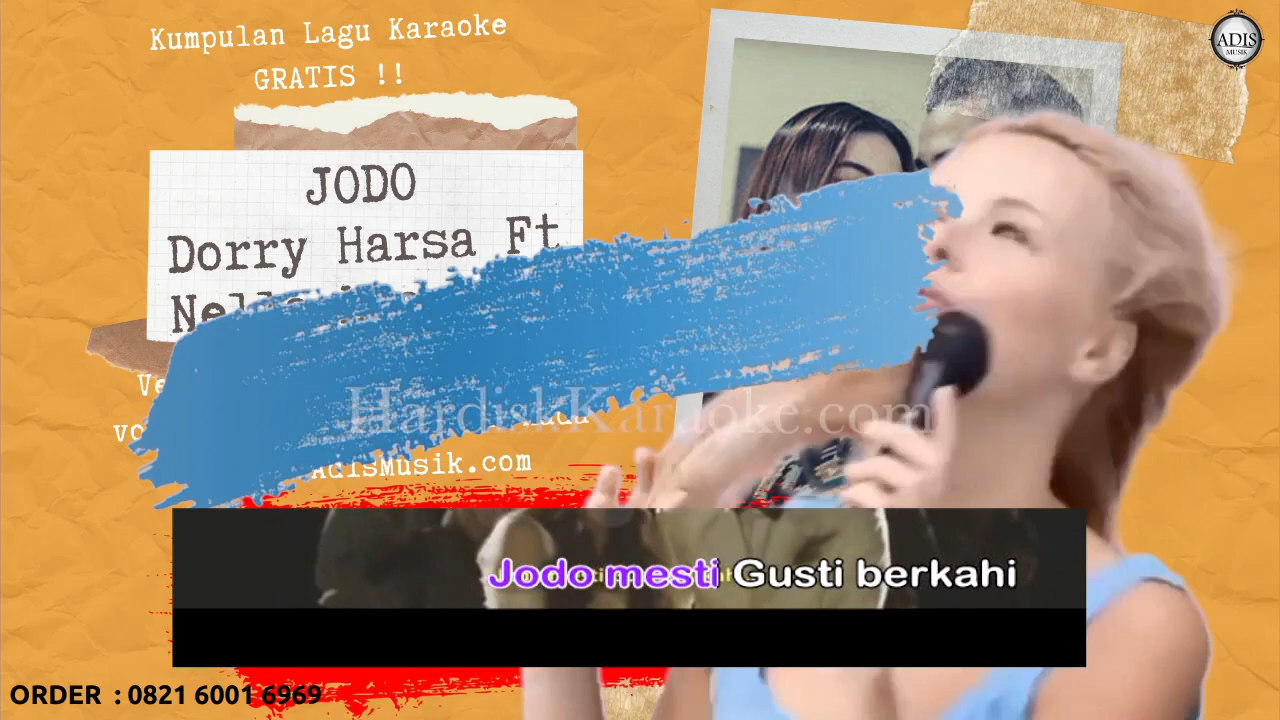 Kumpulan Lagu Karaoke
GRATIS !!
ADIS
MUSIK
JODO
Dorry Harsa Ft
HardiskKaraoke.com
AdisMusik.com
Jodo mesti Gusti berkahi
ORDER : 0821 6001 6969